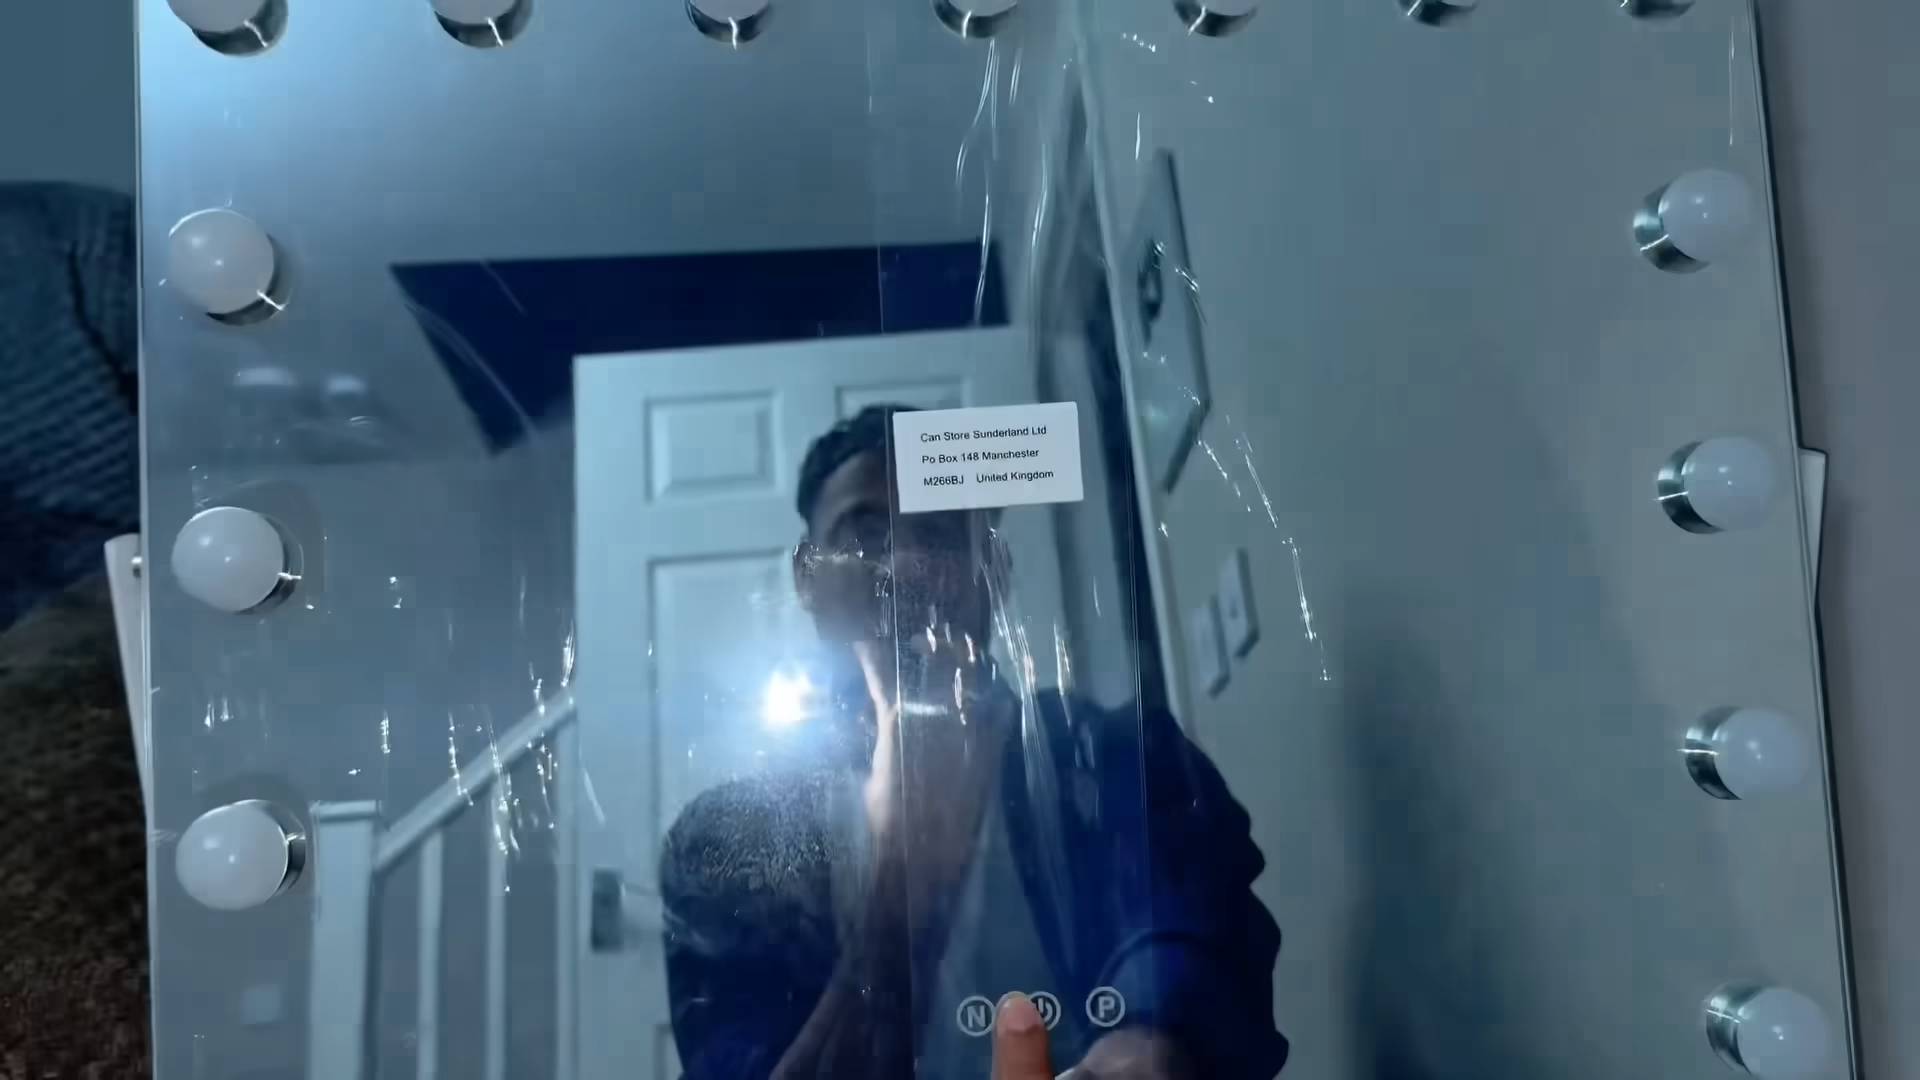 Can Store Sunderland Ltd
Po Box 148 Manchester
M266BJ United Kingdom
N P